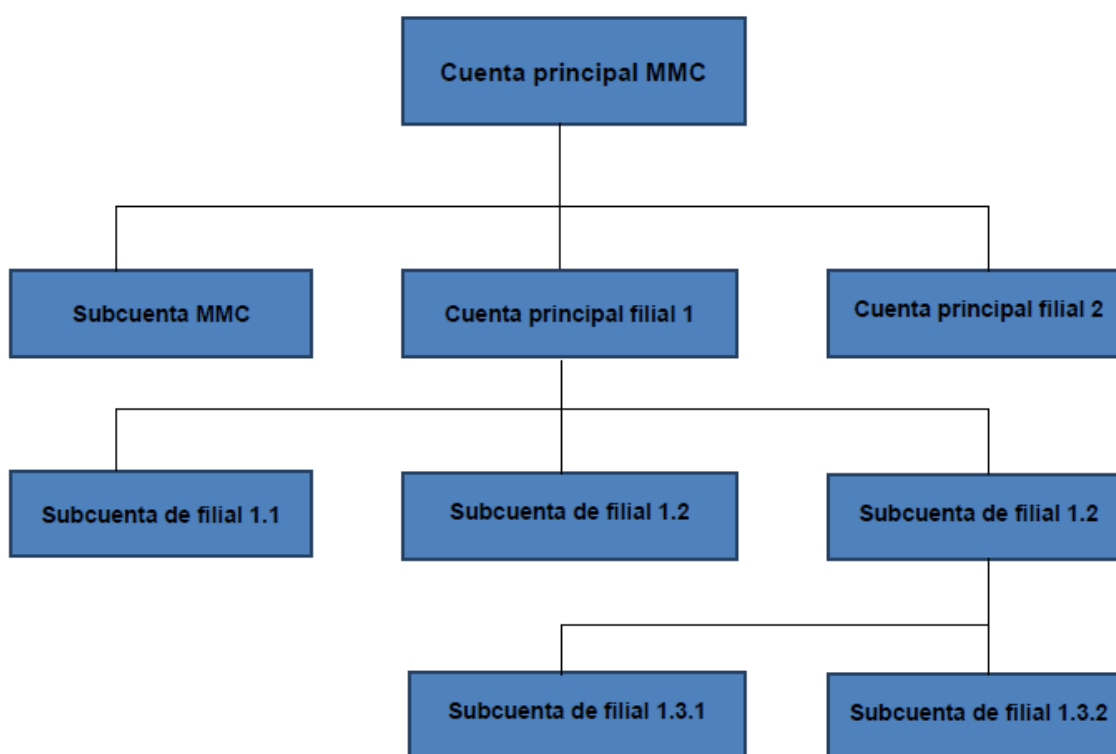 Cuenta principal MMC
Subcuenta MMC
Cuenta principal filial 1
Cuenta principal filial 2
Subcuenta de filial 1.1
Subcuenta de filial 1.2
Subcuenta de filial 1.2
Subcuenta de filial 1.3.1
Subcuenta de filial 1.3.2